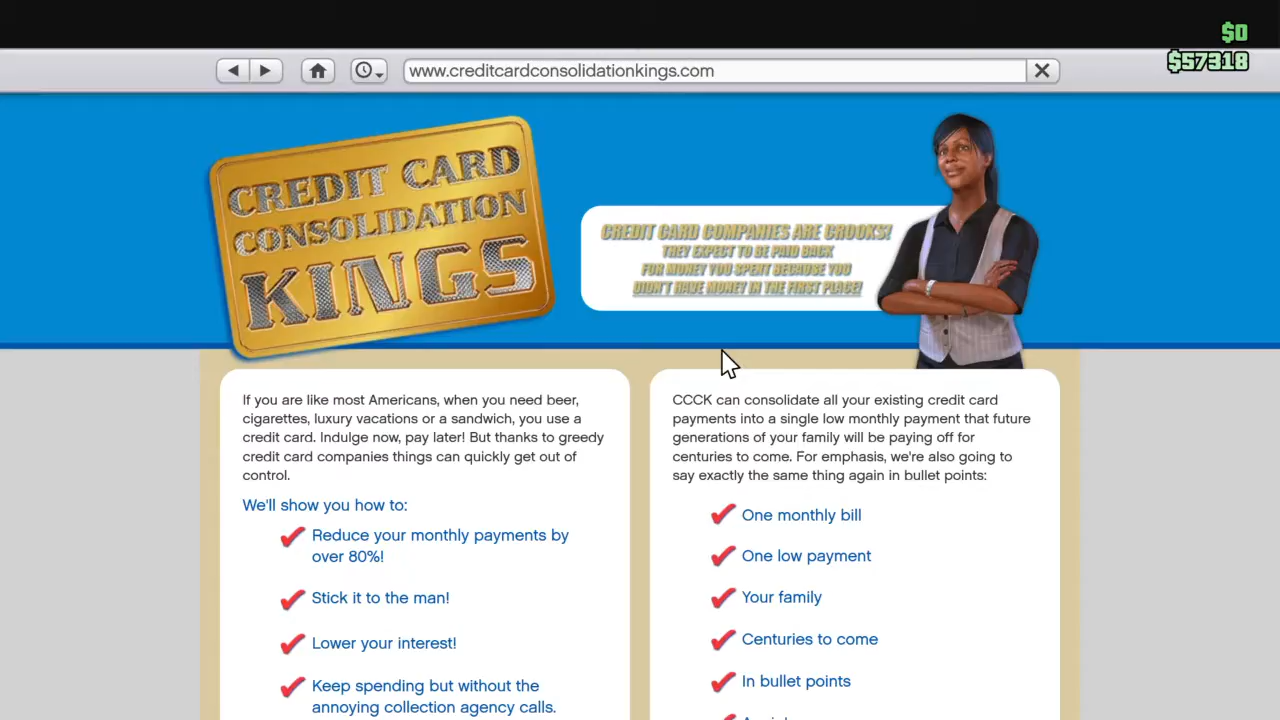 $0
$57318
www.creditcardconsolidationkings.com
CREDIT CARD
CONSOLIDATION
KINGS
CREDIT CARD COMPANIES ARE CROOKS!
THEY EXPECT TO BE PAID BACK
FOR MONEY YOU SPENT BECAUSE YOU
DIDN'T HAVE MONEY IN THE FIRST PLACE!
If you are like most Americans, when you need beer,
cigarettes, luxury vacations or a sandwich, you use a
credit card. Indulge now, pay later! But thanks to greedy
credit card companies things can quickly get out of
control.
We'll show you how to:
Reduce your monthly payments by
over 80%!
Stick it to the man!
Lower your interest!
Keep spending but without the
annoying collection agency calls.
CCCK can consolidate all your existing credit card
payments into a single low monthly payment that future
generations of your family will be paying off for
centuries to come. For emphasis, we're also going to
say exactly the same thing again in bullet points:
One monthly bill
One low payment
Your family
Centuries to come
In bullet points